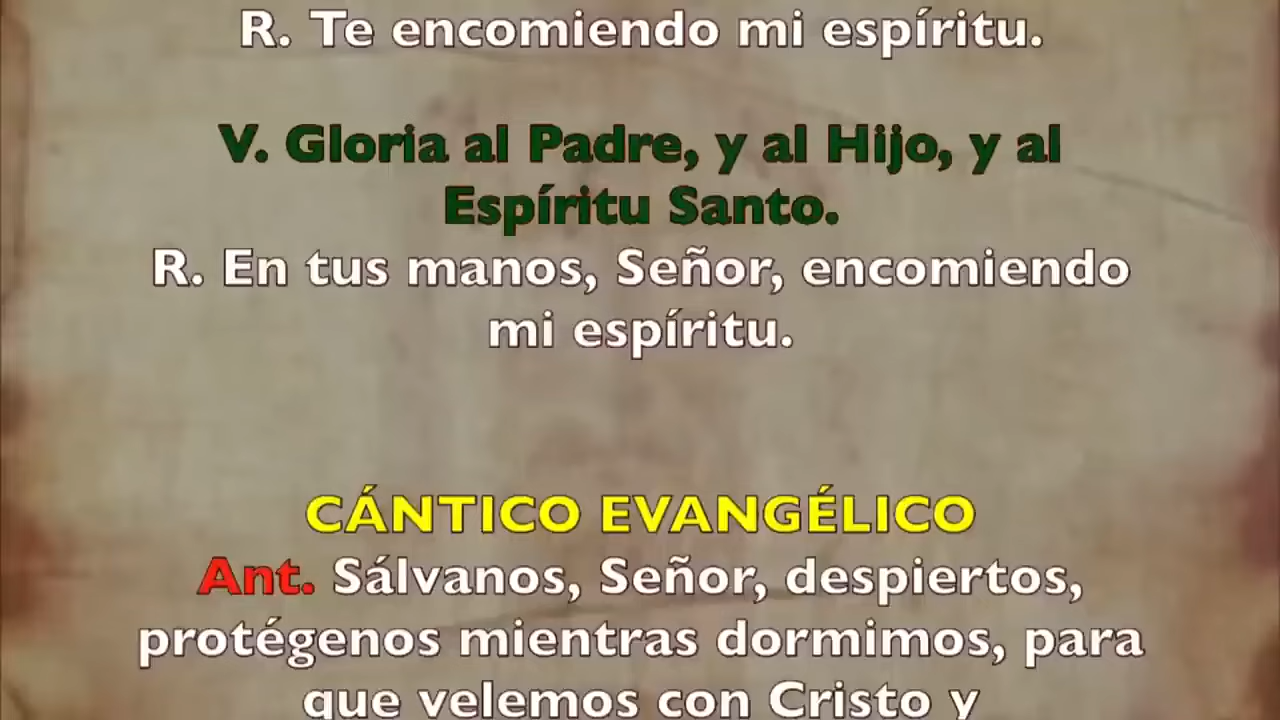 R. Te encomiendo mi espíritu.
V. Gloria al Padre, y al Hijo, y al
Espíritu Santo.
R. En tus manos, Señor, encomiendo
mi espíritu.
CÁNTICO EVANGÉLICO
Ant. Sálvanos, Señor, despiertos,
protégenos mientras dormimos, para
que velemos con Cristo y